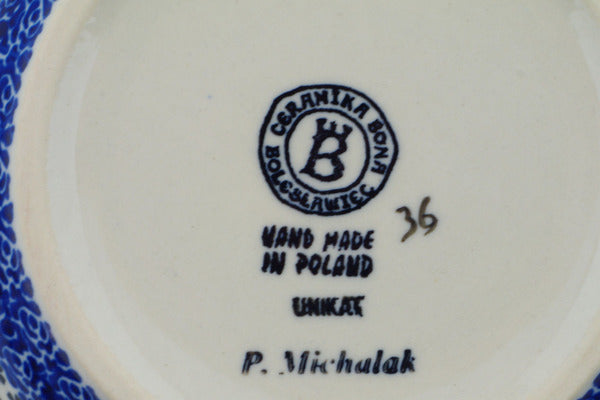 CERAMIKA BONA
BOLESŁAWIEC
B
36
HAND MADE
IN POLAND
UNIKAT
P. Michalak